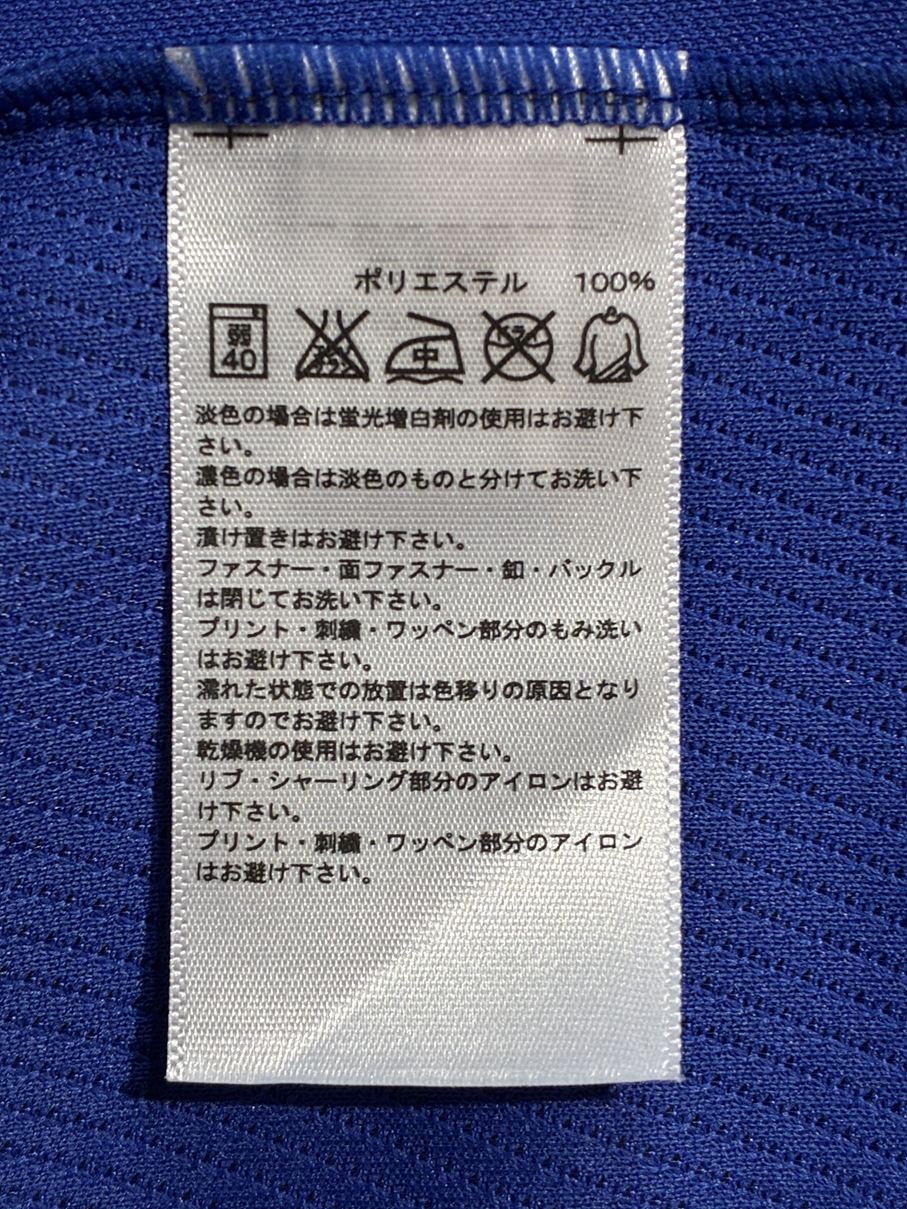 ポリエステル 100%
弱 40 エンソサラシ 中 ドライ
淡色の場合は蛍光増白剤の使用はお避け下
さい。
濃色の場合は淡色のものと分けてお洗い下
さい。
漬け置きはお避け下さい。
ファスナー・面ファスナー・釦・バックル
は閉じてお洗い下さい。
プリント・刺繍・ワッペン部分のもみ洗い
はお避け下さい。
濡れた状態での放置は色移りの原因となり
ますのでお避け下さい。
乾燥機の使用はお避け下さい。
リブ・シャーリング部分のアイロンはお避
け下さい。
プリント・刺繍・ワッペン部分のアイロン
はお避け下さい。